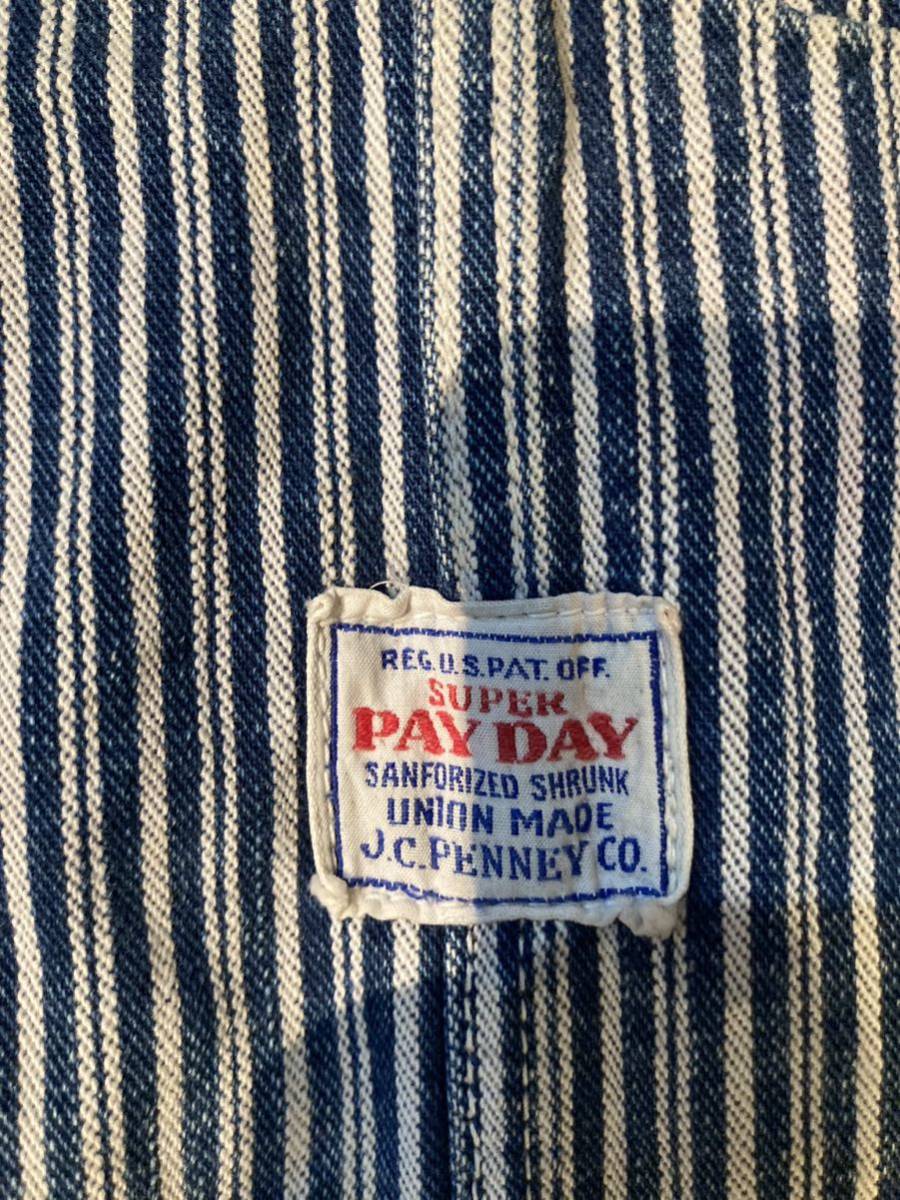 REG.U.S.PAT. OFF.
SUPER
PAY DAY
SANFORIZED SHRUNK
UNION MADE
J.C.PENNEY CO.